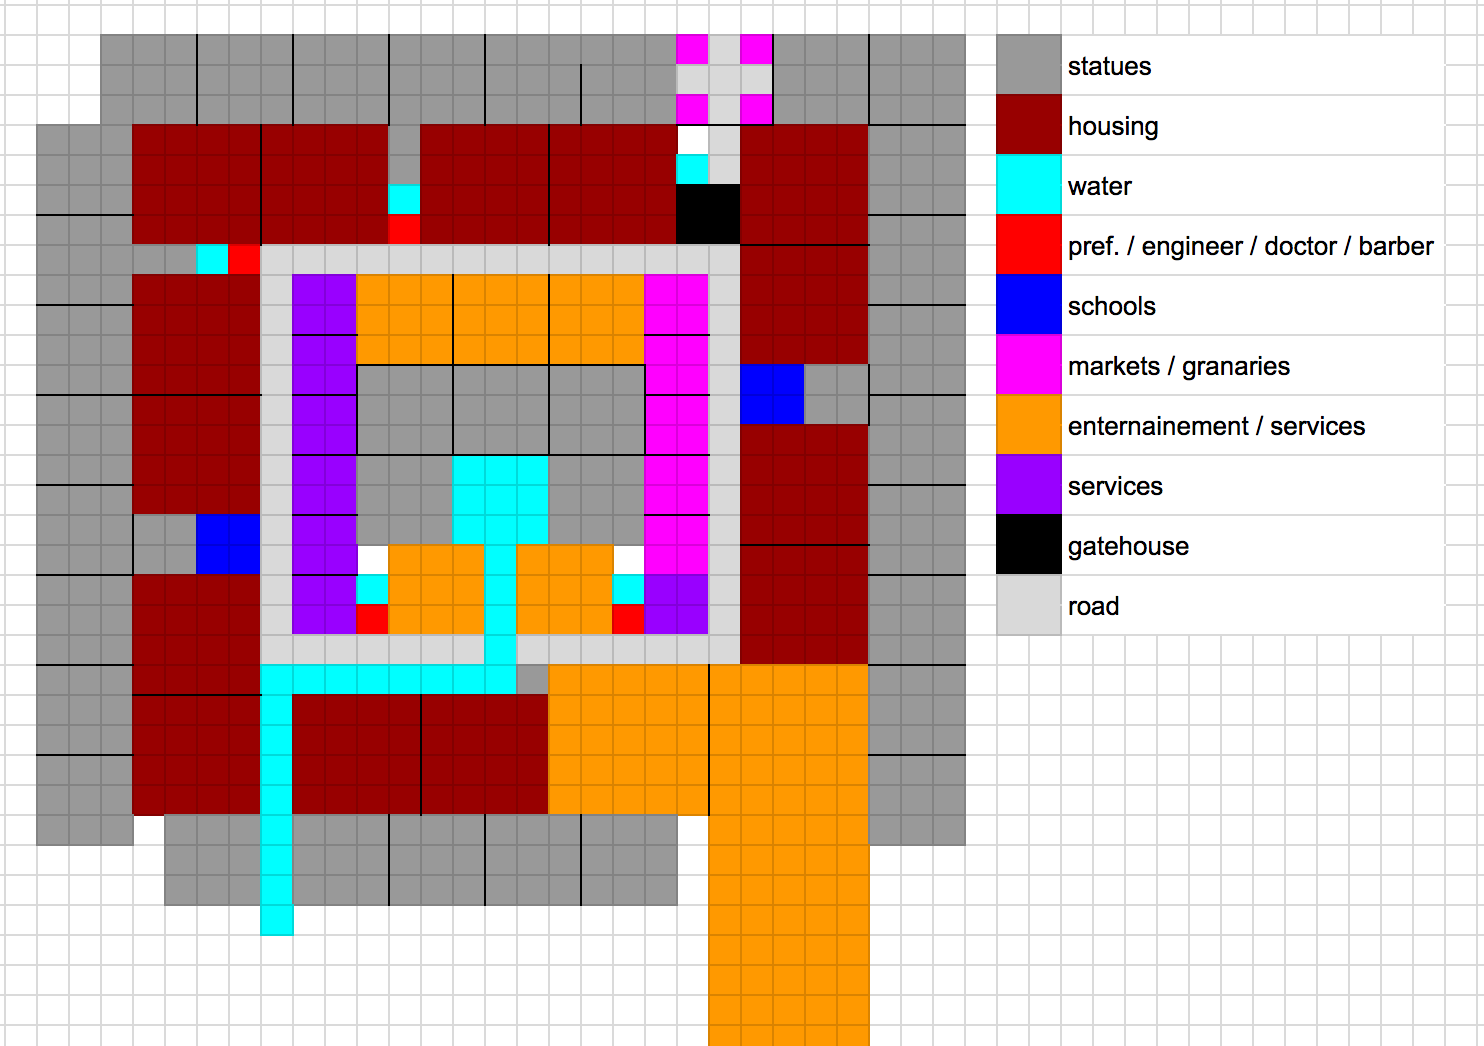 statues
housing
water
pref. / engineer / doctor / barber
schools
markets / granaries
enternainement / services
services
gatehouse
road